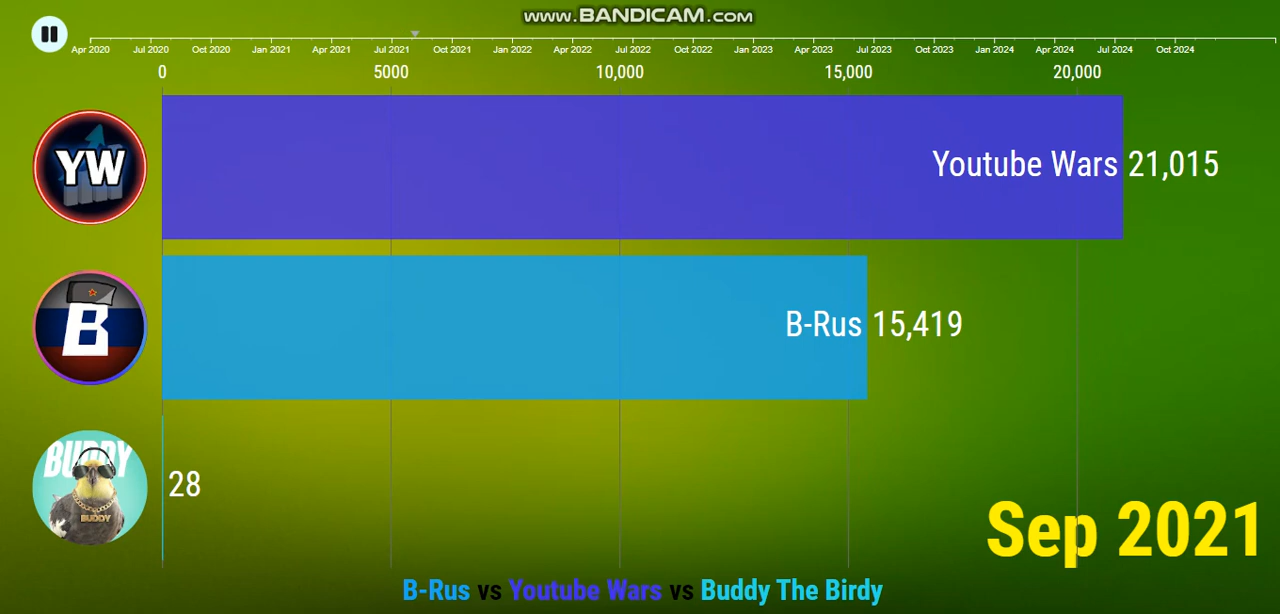 www.BANDICAM.com
Apr 2020 Jul 2020 Oct 2020 Jan 2021 Apr 2021 Jul 2021 Oct 2021 Jan 2022 Apr 2022 Jul 2022 Oct 2022 Jan 2023 Apr 2023 Jul 2023 Oct 2023 Jan 2024 Apr 2024 Jul 2024 Oct 2024
0 5000 10,000 15,000 20,000
YW
Youtube Wars 21,015
B
B-Rus 15,419
BUDDY
BUDDY
28
Sep 2021
B-Rus vs Youtube Wars vs Buddy The Birdy